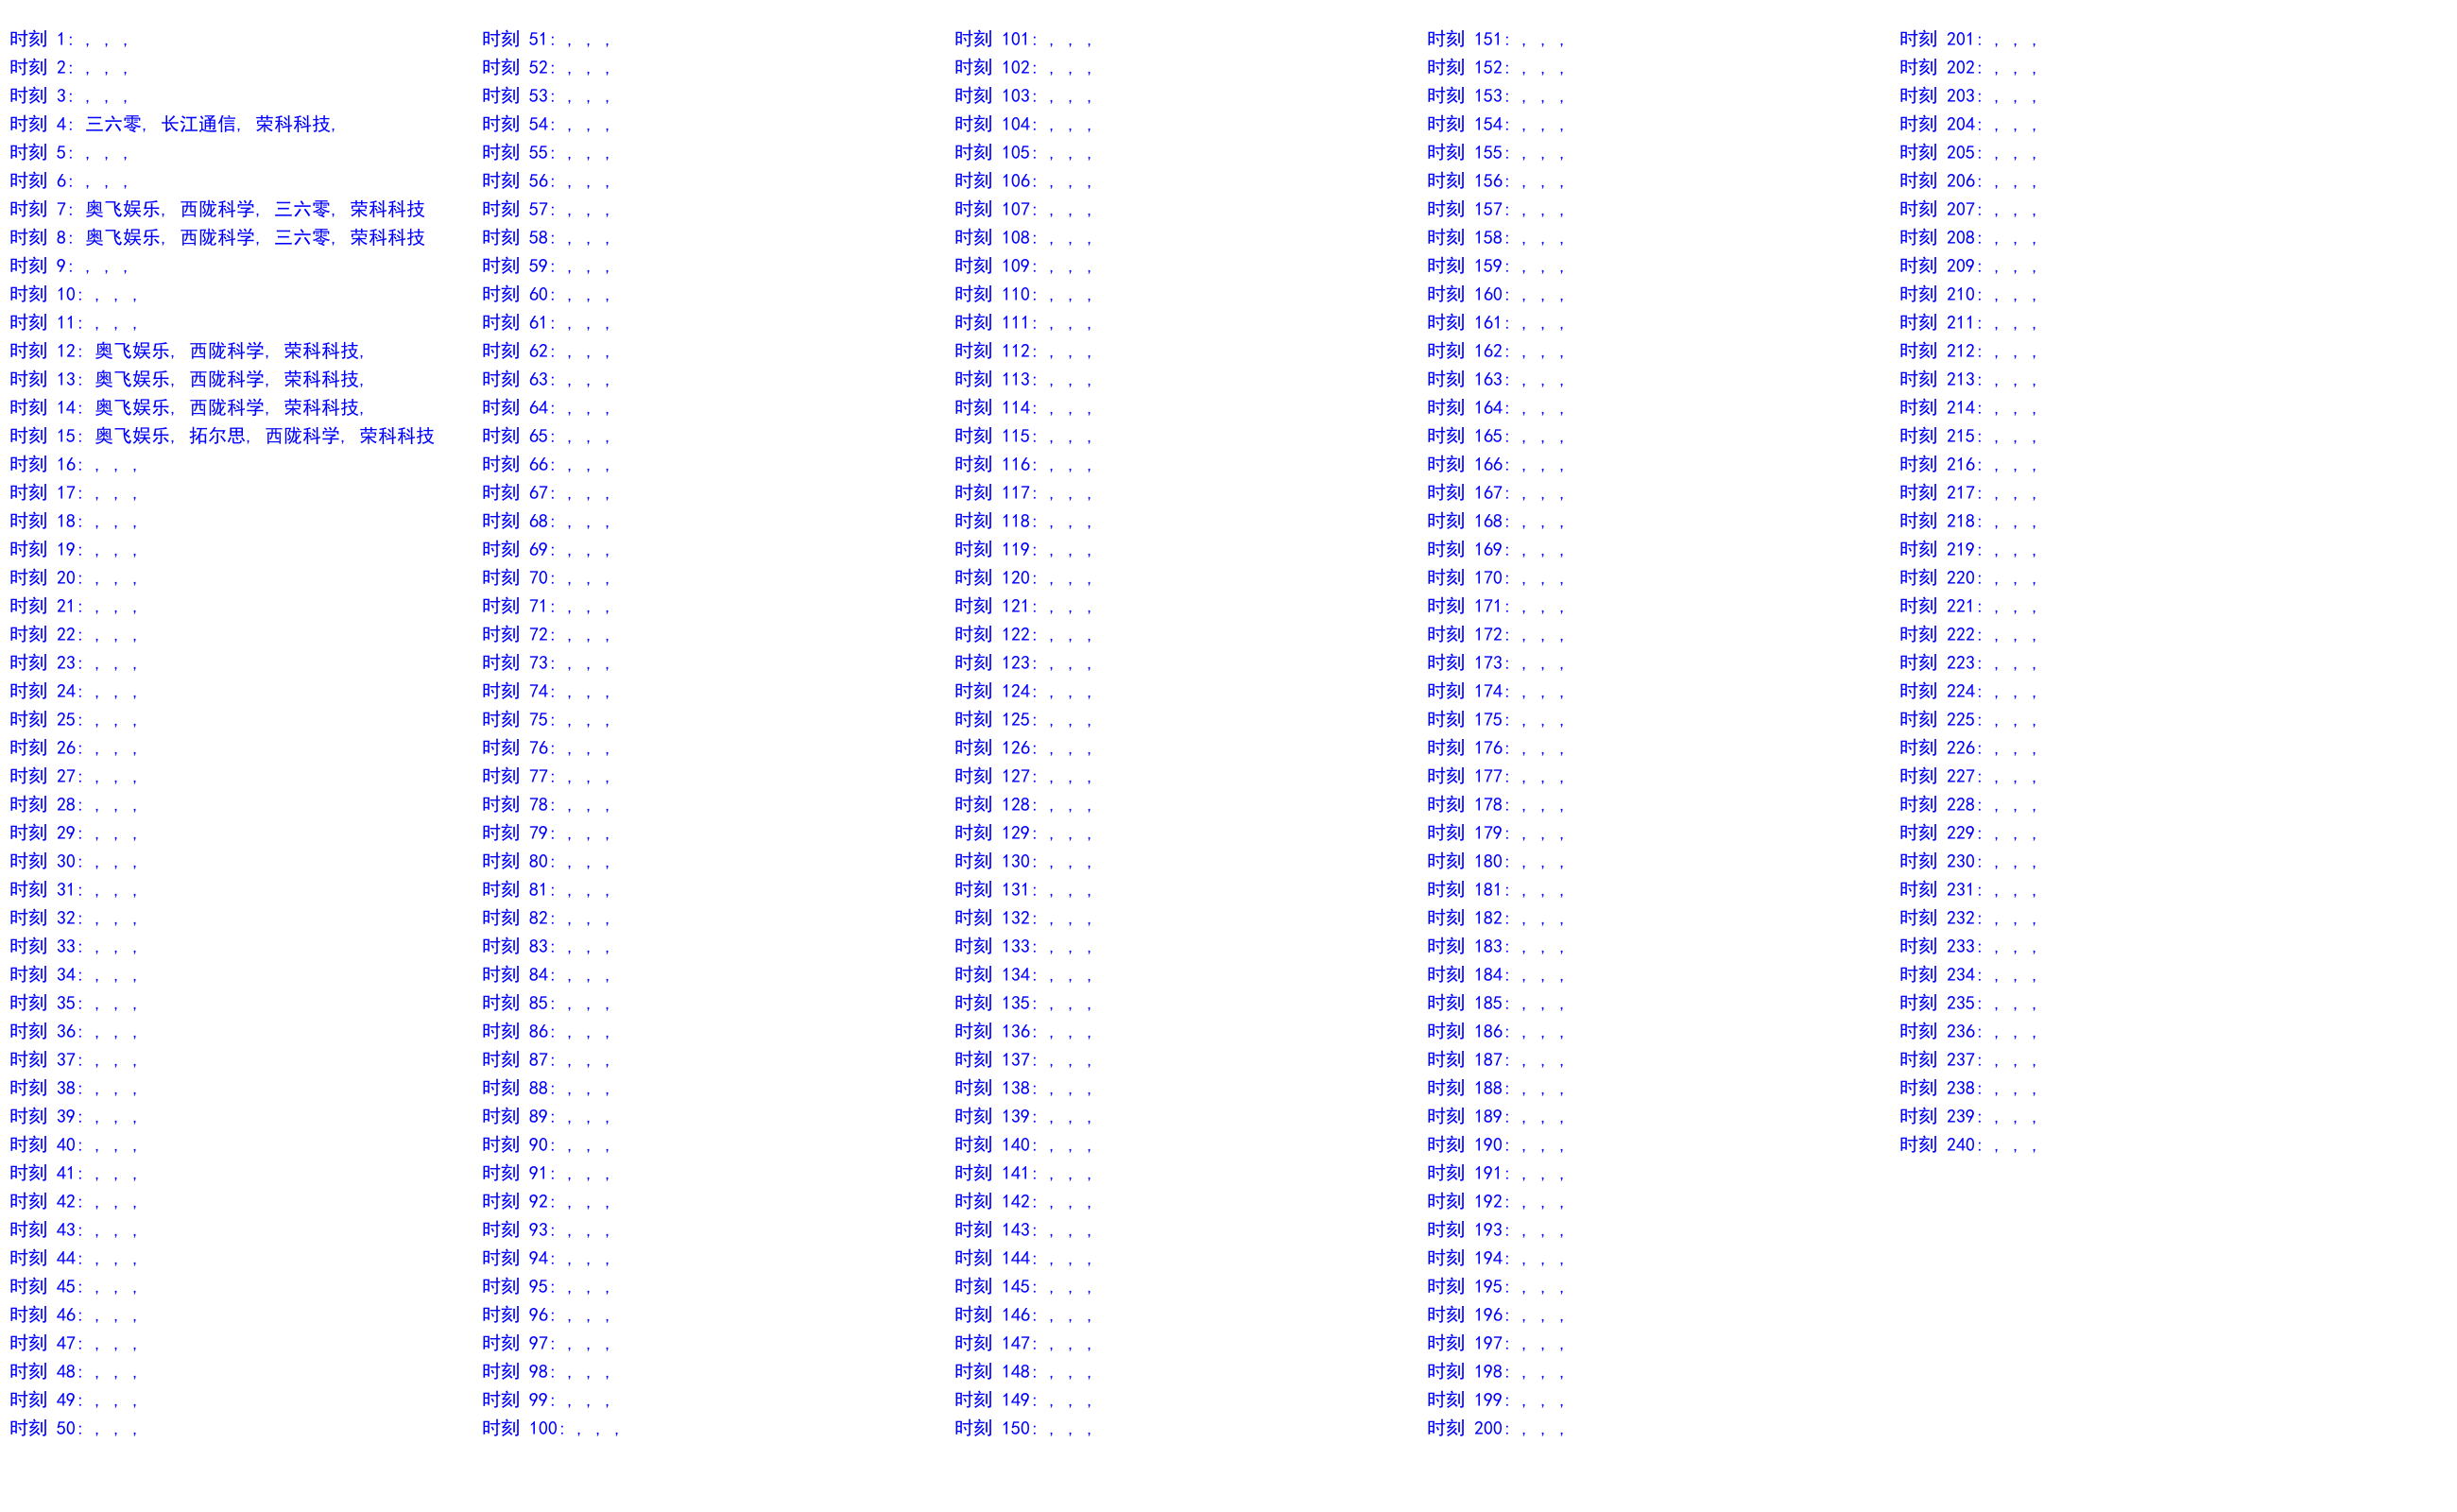 时刻 1: , , ,
时刻 2: , , ,
时刻 3: , , ,
时刻 4: 三六零, 长江通信, 荣科科技,
时刻 5: , , ,
时刻 6: , , ,
时刻 7: 奥飞娱乐, 西陇科学, 三六零, 荣科科技
时刻 8: 奥飞娱乐, 西陇科学, 三六零, 荣科科技
时刻 9: , , ,
时刻 10: , , ,
时刻 11: , , ,
时刻 12: 奥飞娱乐, 西陇科学, 荣科科技,
时刻 13: 奥飞娱乐, 西陇科学, 荣科科技,
时刻 14: 奥飞娱乐, 西陇科学, 荣科科技,
时刻 15: 奥飞娱乐, 拓尔思, 西陇科学, 荣科科技
时刻 16: , , ,
时刻 17: , , ,
时刻 18: , , ,
时刻 19: , , ,
时刻 20: , , ,
时刻 21: , , ,
时刻 22: , , ,
时刻 23: , , ,
时刻 24: , , ,
时刻 25: , , ,
时刻 26: , , ,
时刻 27: , , ,
时刻 28: , , ,
时刻 29: , , ,
时刻 30: , , ,
时刻 31: , , ,
时刻 32: , , ,
时刻 33: , , ,
时刻 34: , , ,
时刻 35: , , ,
时刻 36: , , ,
时刻 37: , , ,
时刻 38: , , ,
时刻 39: , , ,
时刻 40: , , ,
时刻 41: , , ,
时刻 42: , , ,
时刻 43: , , ,
时刻 44: , , ,
时刻 45: , , ,
时刻 46: , , ,
时刻 47: , , ,
时刻 48: , , ,
时刻 49: , , ,
时刻 50: , , ,
时刻 51: , , ,
时刻 52: , , ,
时刻 53: , , ,
时刻 54: , , ,
时刻 55: , , ,
时刻 56: , , ,
时刻 57: , , ,
时刻 58: , , ,
时刻 59: , , ,
时刻 60: , , ,
时刻 61: , , ,
时刻 62: , , ,
时刻 63: , , ,
时刻 64: , , ,
时刻 65: , , ,
时刻 66: , , ,
时刻 67: , , ,
时刻 68: , , ,
时刻 69: , , ,
时刻 70: , , ,
时刻 71: , , ,
时刻 72: , , ,
时刻 73: , , ,
时刻 74: , , ,
时刻 75: , , ,
时刻 76: , , ,
时刻 77: , , ,
时刻 78: , , ,
时刻 79: , , ,
时刻 80: , , ,
时刻 81: , , ,
时刻 82: , , ,
时刻 83: , , ,
时刻 84: , , ,
时刻 85: , , ,
时刻 86: , , ,
时刻 87: , , ,
时刻 88: , , ,
时刻 89: , , ,
时刻 90: , , ,
时刻 91: , , ,
时刻 92: , , ,
时刻 93: , , ,
时刻 94: , , ,
时刻 95: , , ,
时刻 96: , , ,
时刻 97: , , ,
时刻 98: , , ,
时刻 99: , , ,
时刻 100: , , ,
时刻 101: , , ,
时刻 102: , , ,
时刻 103: , , ,
时刻 104: , , ,
时刻 105: , , ,
时刻 106: , , ,
时刻 107: , , ,
时刻 108: , , ,
时刻 109: , , ,
时刻 110: , , ,
时刻 111: , , ,
时刻 112: , , ,
时刻 113: , , ,
时刻 114: , , ,
时刻 115: , , ,
时刻 116: , , ,
时刻 117: , , ,
时刻 118: , , ,
时刻 119: , , ,
时刻 120: , , ,
时刻 121: , , ,
时刻 122: , , ,
时刻 123: , , ,
时刻 124: , , ,
时刻 125: , , ,
时刻 126: , , ,
时刻 127: , , ,
时刻 128: , , ,
时刻 129: , , ,
时刻 130: , , ,
时刻 131: , , ,
时刻 132: , , ,
时刻 133: , , ,
时刻 134: , , ,
时刻 135: , , ,
时刻 136: , , ,
时刻 137: , , ,
时刻 138: , , ,
时刻 139: , , ,
时刻 140: , , ,
时刻 141: , , ,
时刻 142: , , ,
时刻 143: , , ,
时刻 144: , , ,
时刻 145: , , ,
时刻 146: , , ,
时刻 147: , , ,
时刻 148: , , ,
时刻 149: , , ,
时刻 150: , , ,
时刻 151: , , ,
时刻 152: , , ,
时刻 153: , , ,
时刻 154: , , ,
时刻 155: , , ,
时刻 156: , , ,
时刻 157: , , ,
时刻 158: , , ,
时刻 159: , , ,
时刻 160: , , ,
时刻 161: , , ,
时刻 162: , , ,
时刻 163: , , ,
时刻 164: , , ,
时刻 165: , , ,
时刻 166: , , ,
时刻 167: , , ,
时刻 168: , , ,
时刻 169: , , ,
时刻 170: , , ,
时刻 171: , , ,
时刻 172: , , ,
时刻 173: , , ,
时刻 174: , , ,
时刻 175: , , ,
时刻 176: , , ,
时刻 177: , , ,
时刻 178: , , ,
时刻 179: , , ,
时刻 180: , , ,
时刻 181: , , ,
时刻 182: , , ,
时刻 183: , , ,
时刻 184: , , ,
时刻 185: , , ,
时刻 186: , , ,
时刻 187: , , ,
时刻 188: , , ,
时刻 189: , , ,
时刻 190: , , ,
时刻 191: , , ,
时刻 192: , , ,
时刻 193: , , ,
时刻 194: , , ,
时刻 195: , , ,
时刻 196: , , ,
时刻 197: , , ,
时刻 198: , , ,
时刻 199: , , ,
时刻 200: , , ,
时刻 201: , , ,
时刻 202: , , ,
时刻 203: , , ,
时刻 204: , , ,
时刻 205: , , ,
时刻 206: , , ,
时刻 207: , , ,
时刻 208: , , ,
时刻 209: , , ,
时刻 210: , , ,
时刻 211: , , ,
时刻 212: , , ,
时刻 213: , , ,
时刻 214: , , ,
时刻 215: , , ,
时刻 216: , , ,
时刻 217: , , ,
时刻 218: , , ,
时刻 219: , , ,
时刻 220: , , ,
时刻 221: , , ,
时刻 222: , , ,
时刻 223: , , ,
时刻 224: , , ,
时刻 225: , , ,
时刻 226: , , ,
时刻 227: , , ,
时刻 228: , , ,
时刻 229: , , ,
时刻 230: , , ,
时刻 231: , , ,
时刻 232: , , ,
时刻 233: , , ,
时刻 234: , , ,
时刻 235: , , ,
时刻 236: , , ,
时刻 237: , , ,
时刻 238: , , ,
时刻 239: , , ,
时刻 240: , , ,